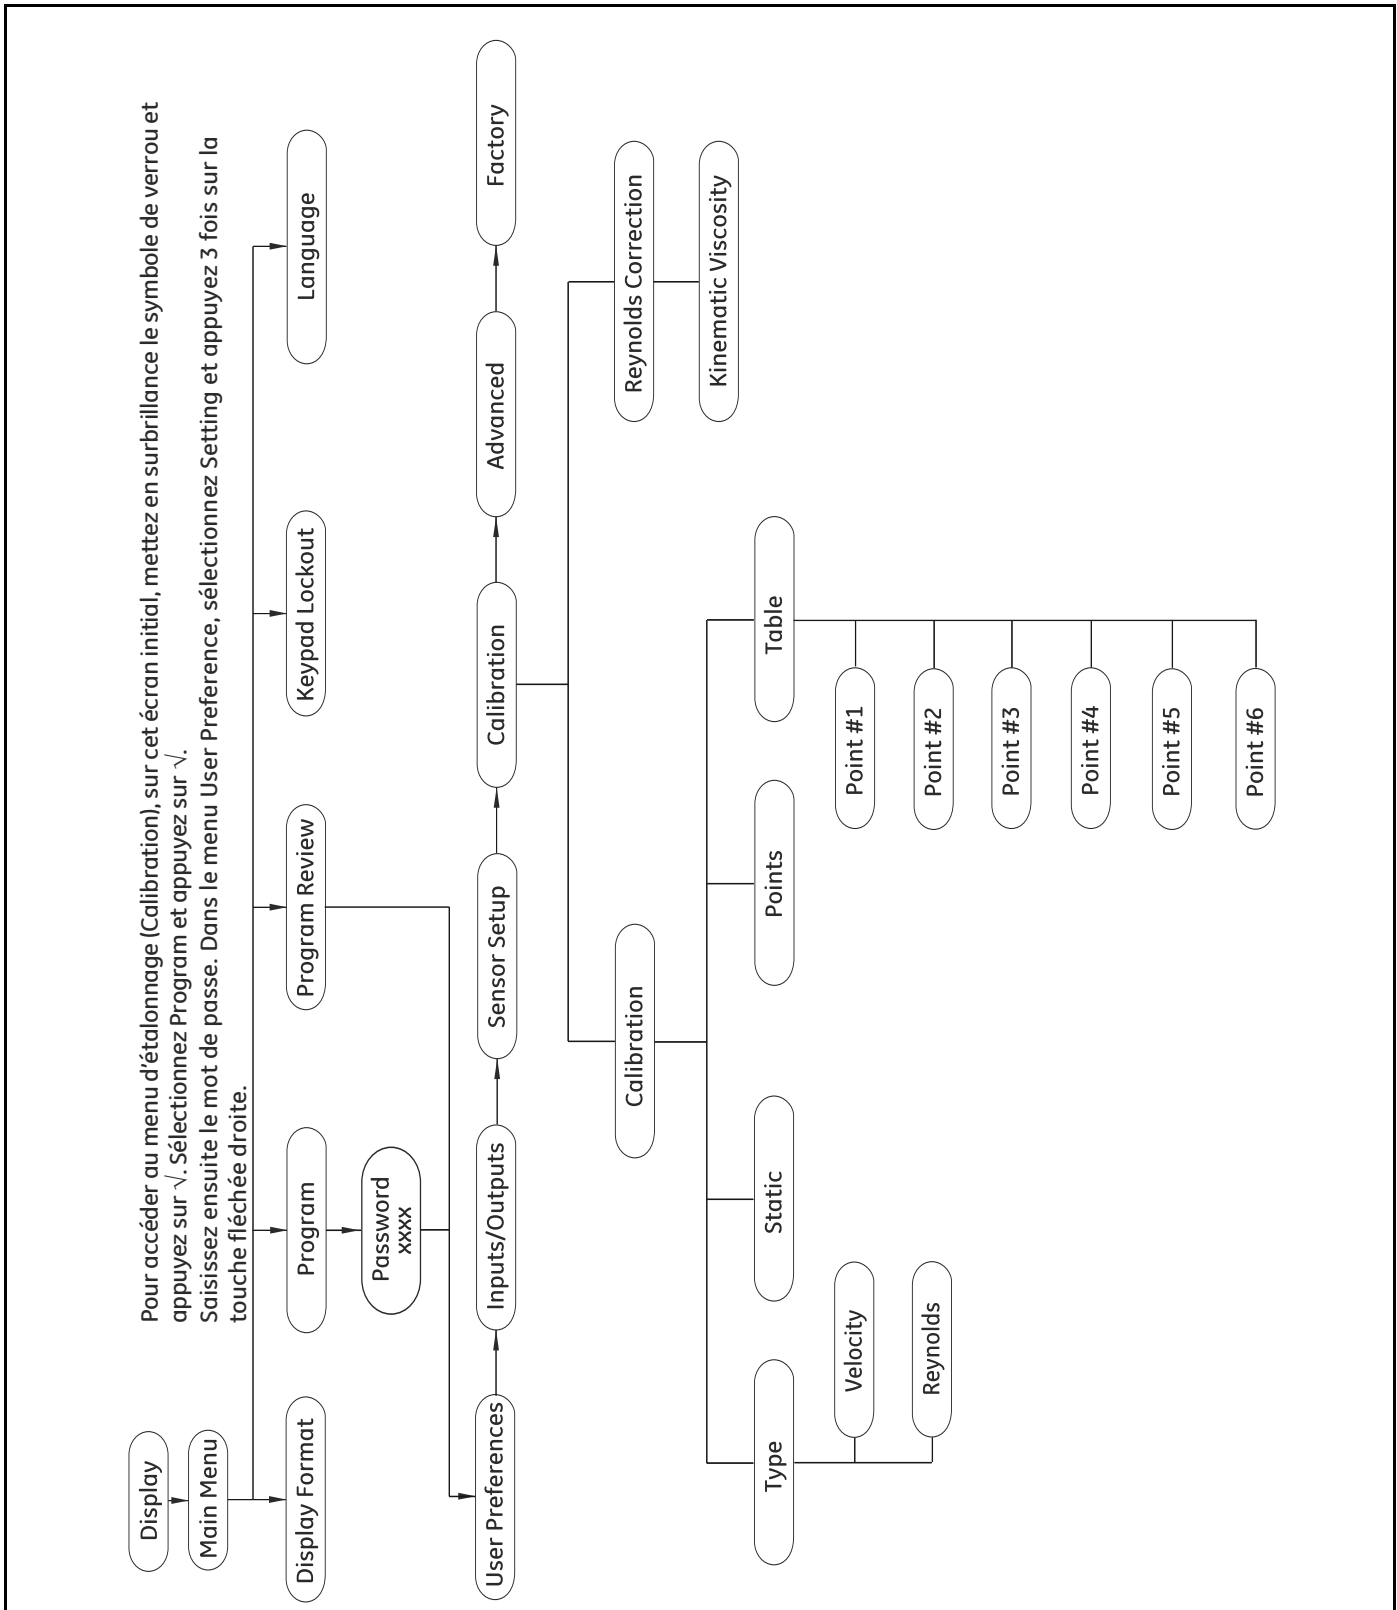 Pour accéder au menu d'étalonnage (Calibration), sur cet écran initial, mettez en surbrillance le symbole de verrou et
appuyez sur √. Sélectionnez Program et appuyez sur √.
Saisissez ensuite le mot de passe. Dans le menu User Preference, sélectionnez Setting et appuyez 3 fois sur la
touche fléchée droite.
Display
Main Menu
Display Format
Program
Program Review
Keypad Lockout
Language
Password
xxxx
User Preferences
Inputs/Outputs
Sensor Setup
Calibration
Advanced
Factory
Calibration
Reynolds Correction
Kinematic Viscosity
Type
Static
Points
Table
Velocity
Reynolds
Point #1
Point #2
Point #3
Point #4
Point #5
Point #6